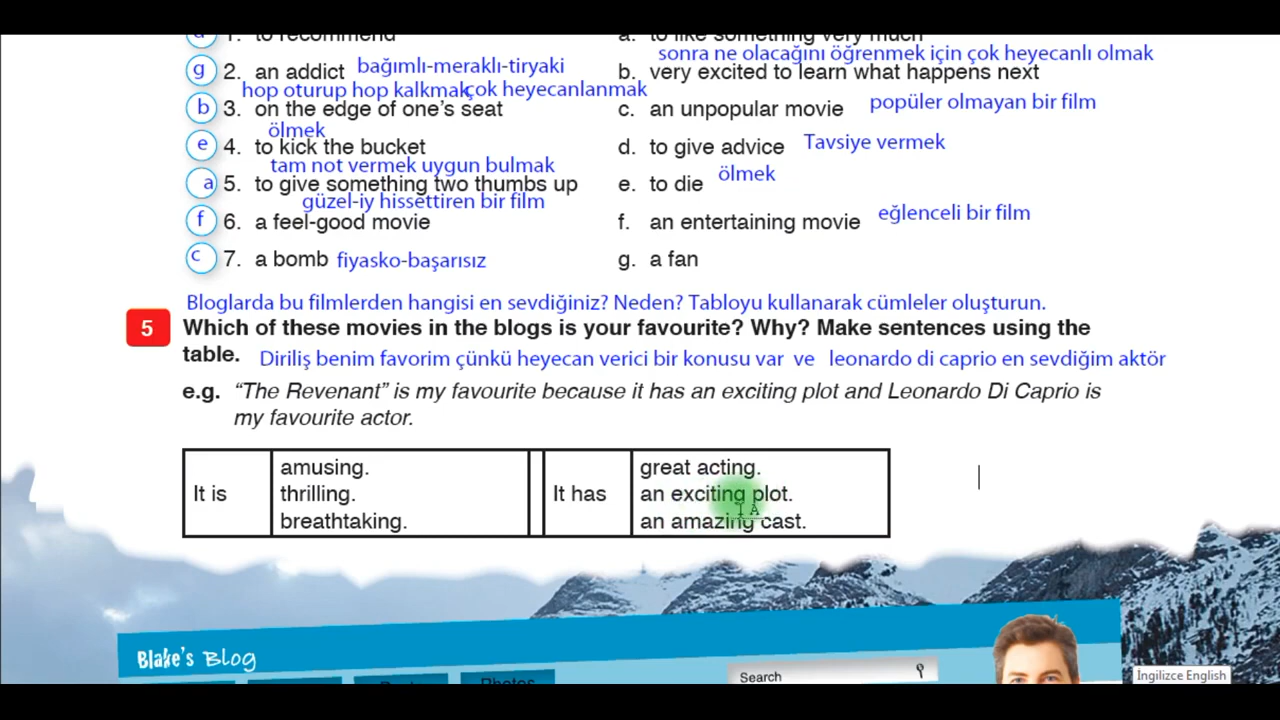 d 1. to recommend a. to like something very much
sonra ne olacağını öğrenmek için çok heyecanlı olmak
g 2. an addict bağımlı-meraklı-tiryaki b. very excited to learn what happens next
hop oturup hop kalkmak çok heyecanlanmak
b 3. on the edge of one's seat c. an unpopular movie popüler olmayan bir film
ölmek
e 4. to kick the bucket d. to give advice Tavsiye vermek
tam not vermek uygun bulmak
a 5. to give something two thumbs up e. to die ölmek
güzel-iy hissettiren bir film
f 6. a feel-good movie f. an entertaining movie eğlenceli bir film
c 7. a bomb fiyasko-başarısız g. a fan
Bloglarda bu filmlerden hangisi en sevdiğiniz? Neden? Tabloyu kullanarak cümleler oluşturun.
5 Which of these movies in the blogs is your favourite? Why? Make sentences using the
table. Diriliş benim favorim çünkü heyecan verici bir konusu var ve leonardo di caprio en sevdiğim aktör
e.g. “The Revenant” is my favourite because it has an exciting plot and Leonardo Di Caprio is
my favourite actor.
amusing. great acting.
It is thrilling. It has an exciting plot.
breathtaking. an amazing cast.
Blake's Blog
Photos
Search
İngilizce English